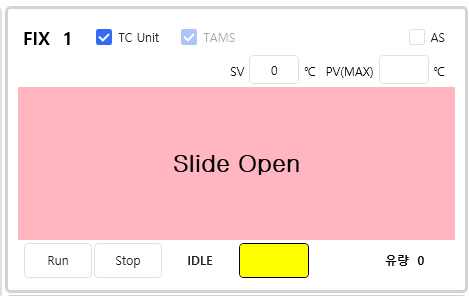 FIX 1 TC Unit TAMS AS
SV 0 ℃ PV(MAX) ℃
Slide Open
Run Stop IDLE 유량 0